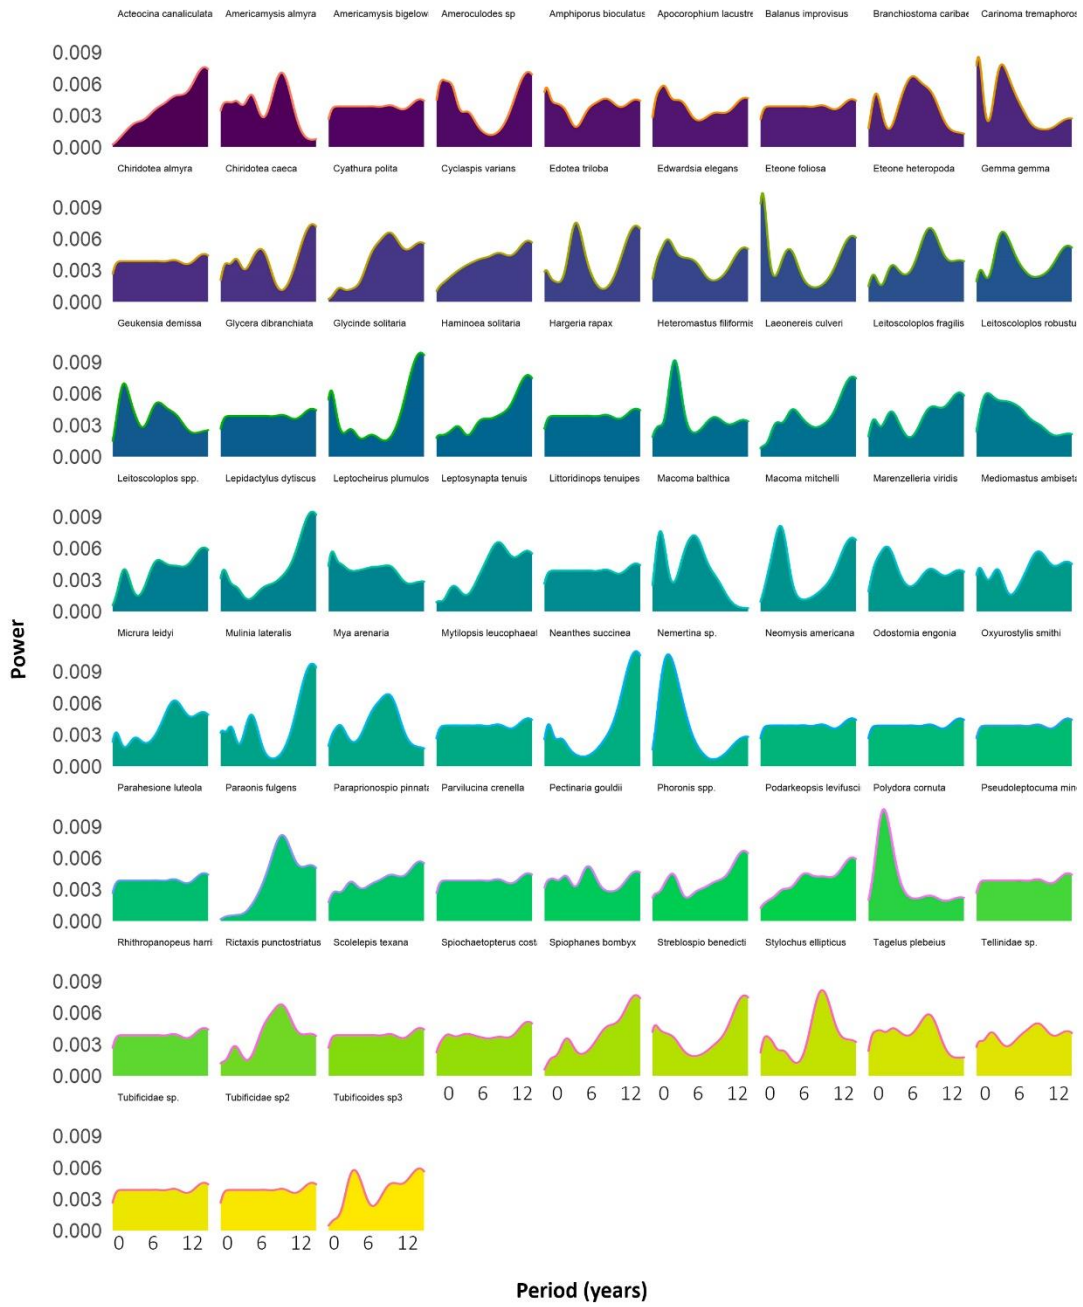 Acteocina canaliculata Americamysis almyra Americamysis bigelow Ameroculodes sp Amphiporus bioculatus Apocorophium lacustre Balanus improvisus Branchiostoma caribae Carinoma tremaphoros
0.009
0.006
0.003
0.000
Chiridotea almyra Chiridotea caeca Cyathura polita Cyclaspis varians Edotea triloba Edwardsia elegans Eteone foliosa Eteone heteropoda Gemma gemma
0.009
0.006
0.003
0.000
Geukensia demissa Glycera dibranchiata Glycinde solitaria Haminoea solitaria Hargeria rapax Heteromastus filiformis Laeonereis culveri Leitoscoloplos fragilis Leitoscoloplos robustu
0.009
0.006
0.003
0.000
Leitoscoloplos spp. Lepidactylus dytiscus Leptocheirus plumulos Leptosynapta tenuis Littoridinops tenuipes Macoma balthica Macoma mitchelli Marenzelleria viridis Mediomastus ambiseta
0.009
0.006
0.003
0.000
Micrura leidyi Mulinia lateralis Mya arenaria Mytilopsis leucophaeat Neanthes succinea Nemertina sp. Neomysis americana Odostomia engonia Oxyurostylis smithi
0.009
0.006
0.003
0.000
Parahesione luteola Paraonis fulgens Paraprionospio pinnata Parvilucina crenella Pectinaria gouldii Phoronis spp. Podarkeopsis levifusci Polydora cornuta Pseudoleptocuma mino
0.009
0.006
0.003
0.000
Rhithropanopeus harri Rictaxis punctostriatus Scolelepis texana Spiochaetopterus cost Spiophanes bombyx Streblospio benedicti Stylochus ellipticus Tagelus plebeius Tellinidae sp.
0.009
0.006
0.003
0.000
0 6 12 0 6 12 0 6 12 0 6 12 0 6 12 0 6 12
Tubificidae sp. Tubificidae sp2 Tubificoides sp3
0.009
0.006
0.003
0.000
0 6 12 0 6 12 0 6 12
Power
Period (years)